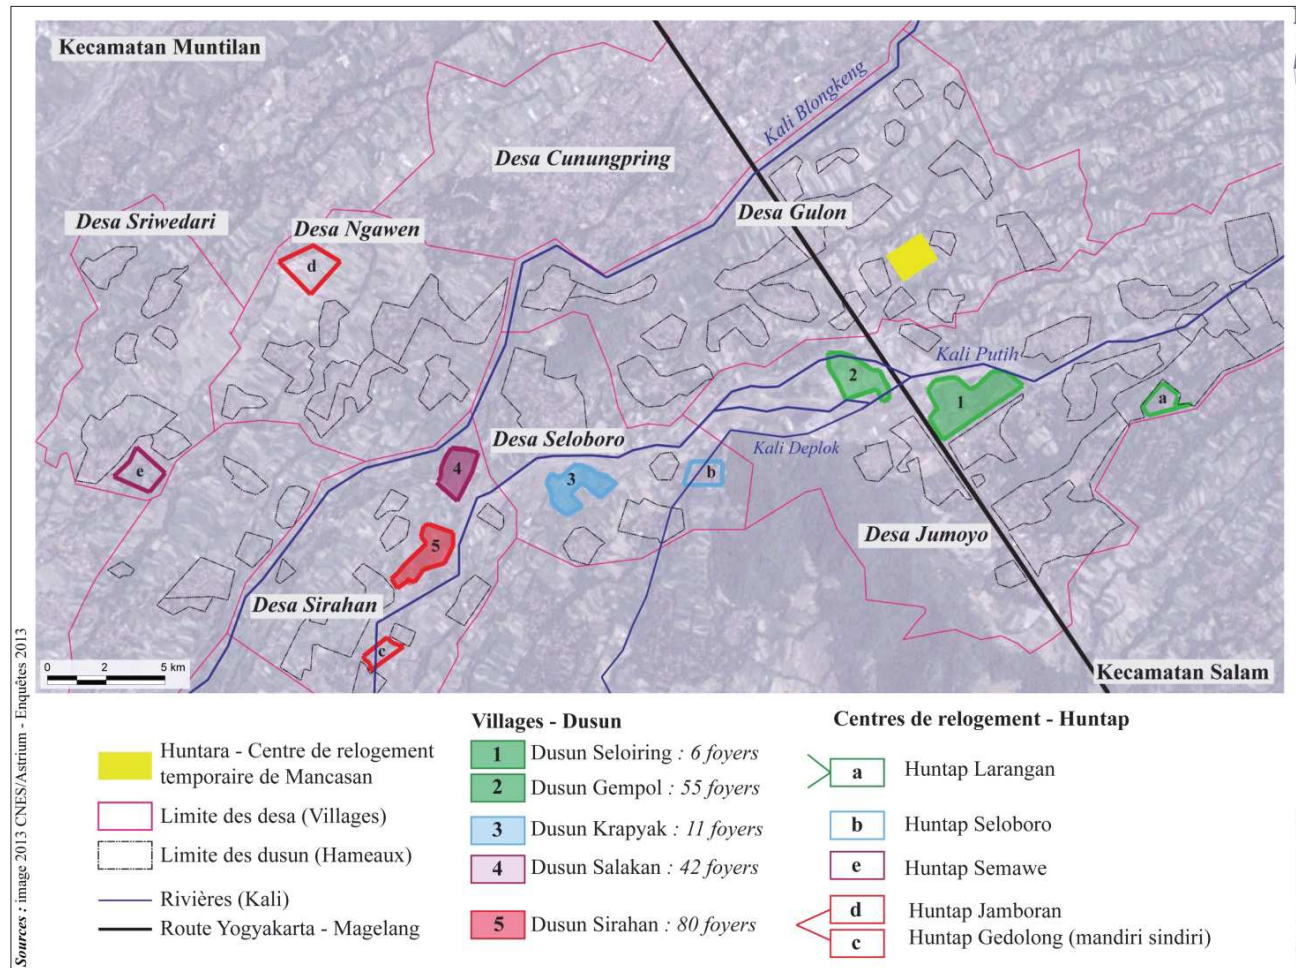 Kecamatan Muntilan
Kali Blongkeng
Desa Cunungpring
Desa Sriwedari
Desa Ngawen
Desa Gulon
d
Kali Putih
2
1
a
Desa Seloboro
Kali Deplok
e
4
3
b
5
Desa Jumoyo
Desa Sirahan
c
0 2 5 km
Kecamatan Salam
Sources : image 2013 CNES/Astrium - Enquêtes 2013
Huntara - Centre de relogement
temporaire de Mancasan
Limite des desa (Villages)
Limite des dusun (Hameaux)
Rivières (Kali)
Route Yogyakarta - Magelang
Villages - Dusun
1 Dusun Seloiring : 6 foyers
2 Dusun Gempol : 55 foyers
3 Dusun Krapyak : 11 foyers
4 Dusun Salakan : 42 foyers
5 Dusun Sirahan : 80 foyers
Centres de relogement - Huntap
a Huntap Larangan
b Huntap Seloboro
e Huntap Semawe
d Huntap Jamboran
c Huntap Gedolong (mandiri sindiri)